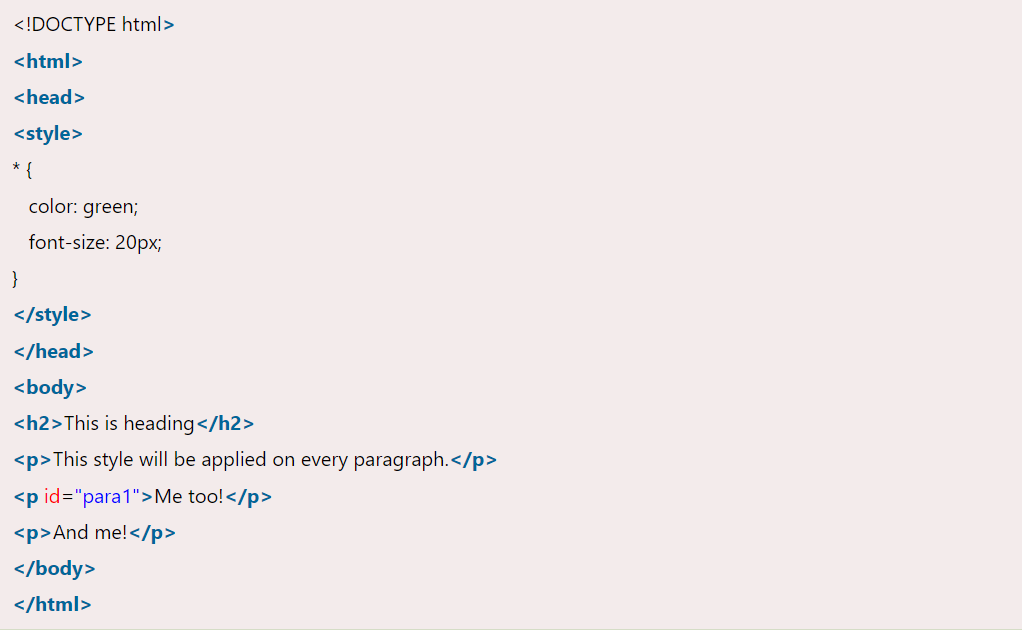 <!DOCTYPE html>
<html>
<head>
<style>
* {
   color: green;
   font-size: 20px;
}
</style>
</head>
<body>
<h2>This is heading</h2>
<p>This style will be applied on every paragraph.</p>
<p id="para1">Me too!</p>
<p>And me!</p>
</body>
</html>